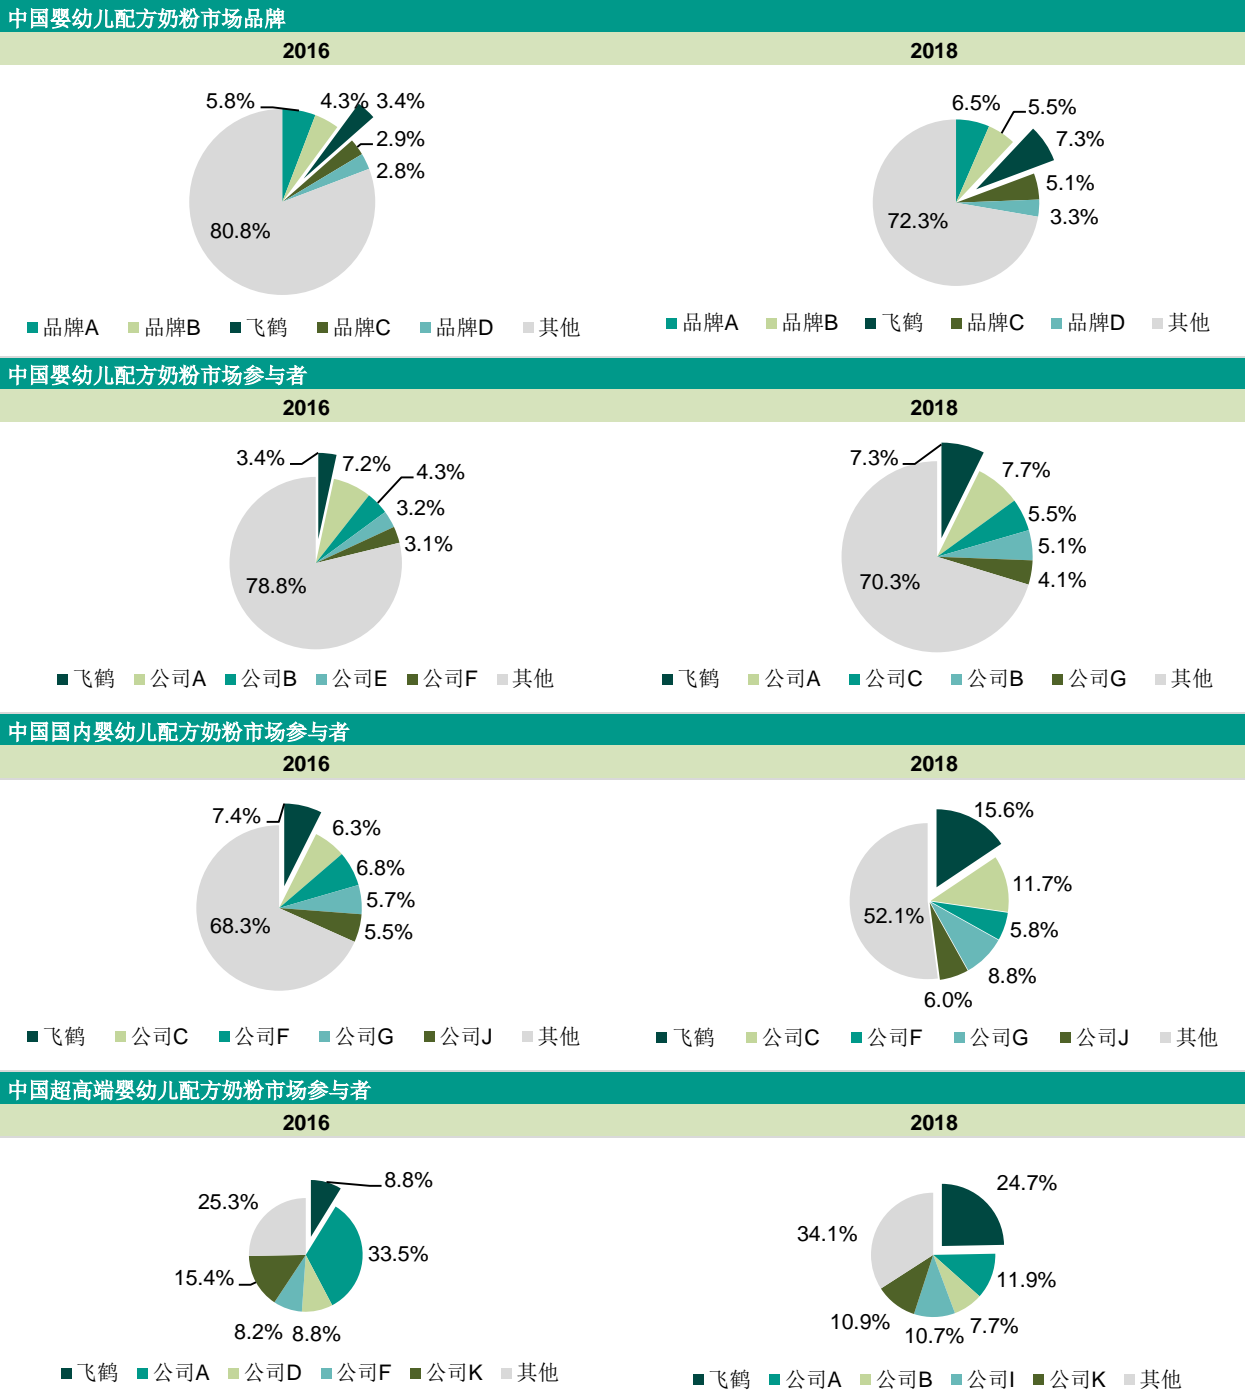 中国婴幼儿配方奶粉市场品牌
2016 2018
5.8% 4.3% 3.4%
2.9%
2.8%
80.8%
6.5% 5.5%
7.3%
5.1%
3.3%
72.3%
品牌A 品牌B 飞鹤 品牌C 品牌D 其他
品牌A 品牌B 飞鹤 品牌C 品牌D 其他
中国婴幼儿配方奶粉市场参与者
2016 2018
3.4% 7.2% 4.3%
3.2%
3.1%
78.8%
7.3% 7.7%
5.5%
5.1%
4.1%
70.3%
飞鹤 公司A 公司B 公司E 公司F 其他
飞鹤 公司A 公司C 公司B 公司G 其他
中国国内婴幼儿配方奶粉市场参与者
2016 2018
7.4% 6.3%
6.8%
5.7%
5.5%
68.3%
15.6%
11.7%
5.8%
8.8%
6.0%
52.1%
飞鹤 公司C 公司F 公司G 公司J 其他
飞鹤 公司C 公司F 公司G 公司J 其他
中国超高端婴幼儿配方奶粉市场参与者
2016 2018
8.8%
25.3%
33.5%
15.4%
8.2% 8.8%
24.7%
34.1%
11.9%
10.9% 10.7% 7.7%
飞鹤 公司A 公司D 公司F 公司K 其他
飞鹤 公司A 公司B 公司I 公司K 其他